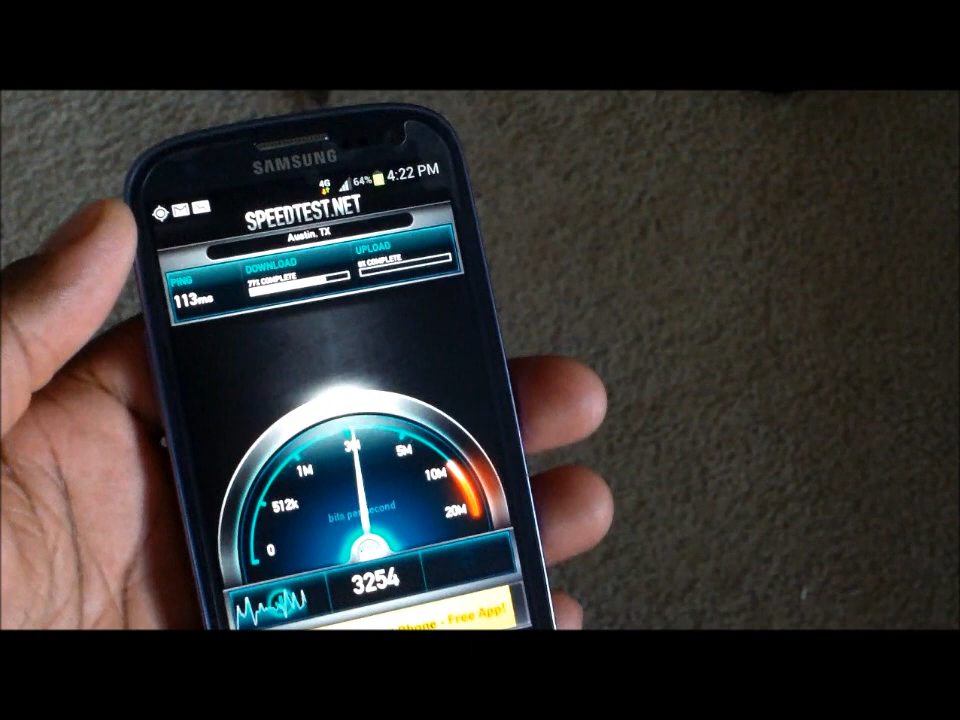 SAMSUNG
4G 64% 4:22 PM
SPEEDTEST.NET
Austin, TX
PING DOWNLOAD UPLOAD
113ms 77% COMPLETE 0% COMPLETE
0
512k
1M
3M
5M
10M
20M
bits per second
3254
Phone - Free App!